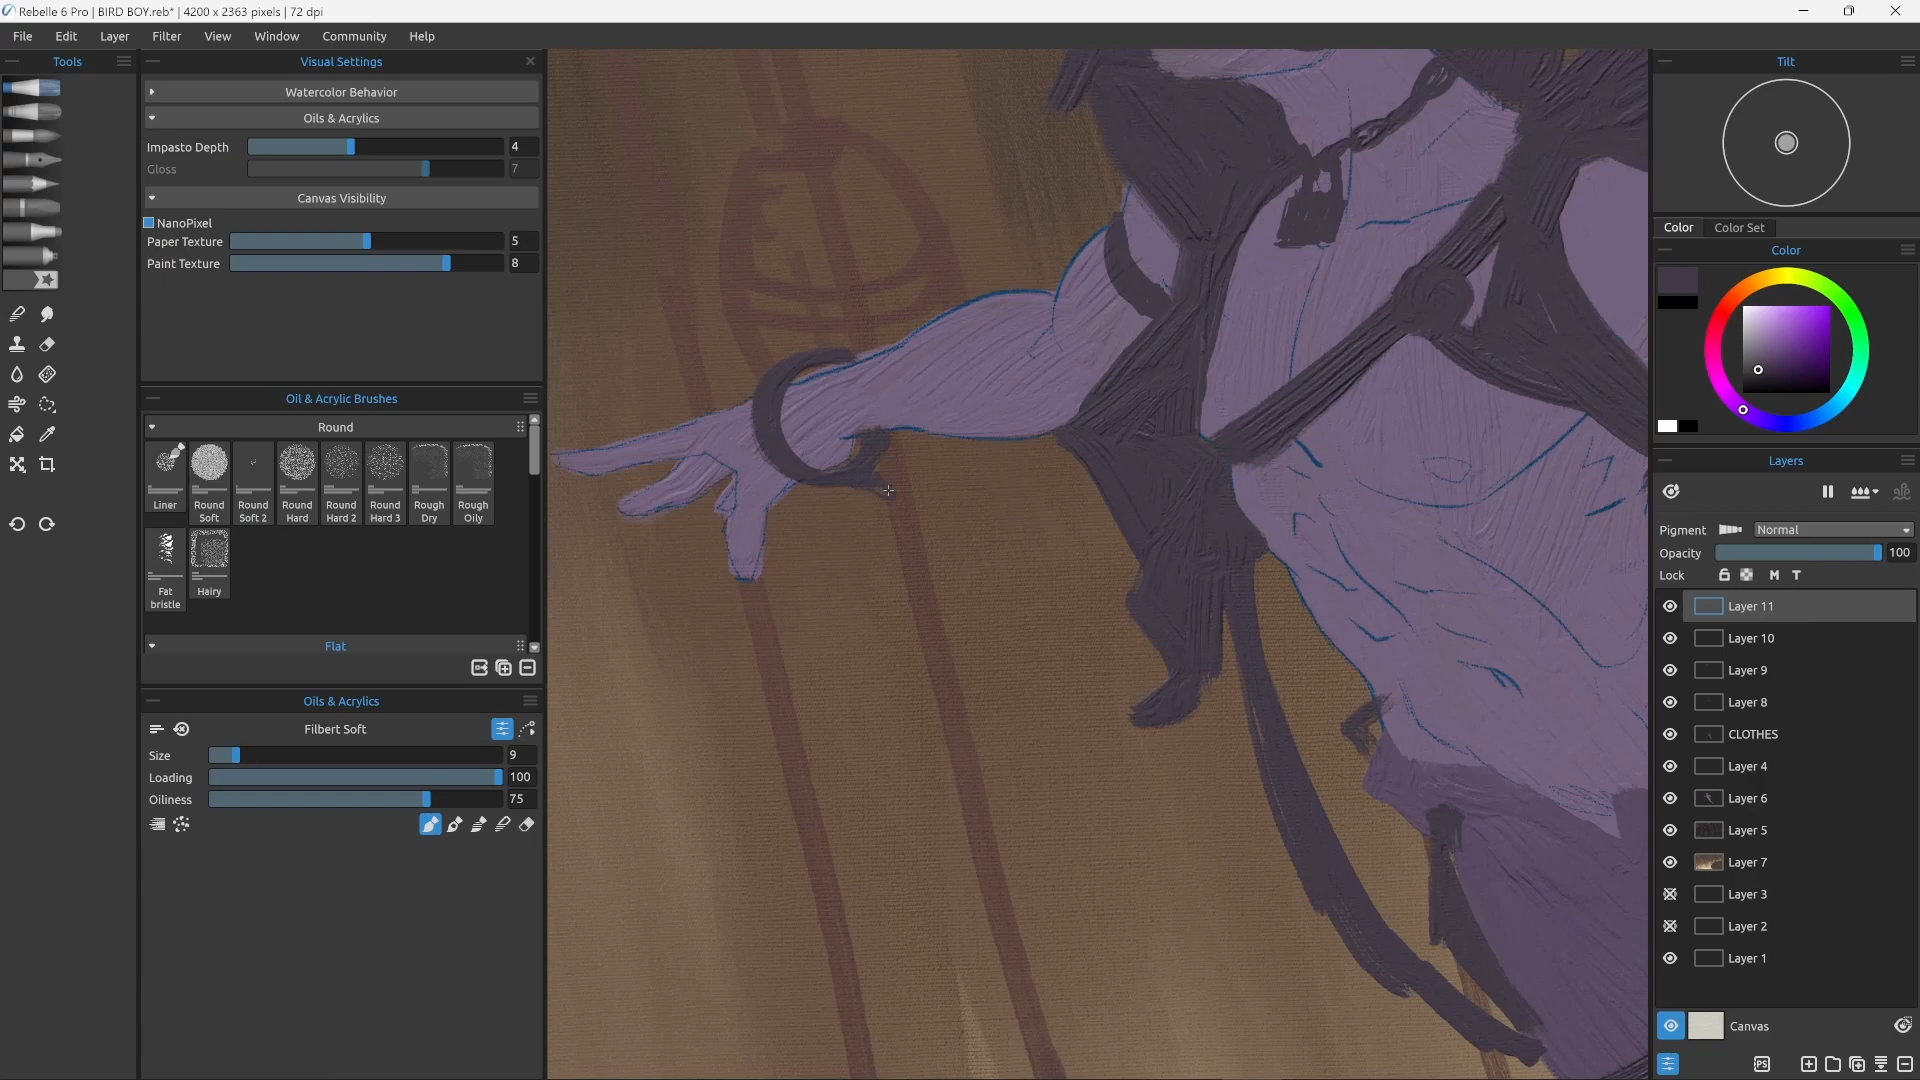 Rebelle 6 Pro | BIRD BOY.reb* | 4200 x 2363 pixels | 72 dpi
File Edit Layer Filter View Window Community Help
Tools
Visual Settings
Watercolor Behavior
Oils & Acrylics
Impasto Depth 4
Gloss 7
Canvas Visibility
NanoPixel
Paper Texture 5
Paint Texture 8
Oil & Acrylic Brushes
Round
Liner
Round Soft
Round Soft 2
Round Hard
Round Hard 2
Round Hard 3
Rough Dry
Rough Oily
Fat bristle
Hairy
Flat
Oils & Acrylics
Filbert Soft
Size 9
Loading 100
Oiliness 75
Tilt
Color Color Set
Color
Layers
Pigment Normal
Opacity 100
Lock M T
Layer 11
Layer 10
Layer 9
Layer 8
CLOTHES
Layer 4
Layer 6
Layer 5
Layer 7
Layer 3
Layer 2
Layer 1
Canvas
PS